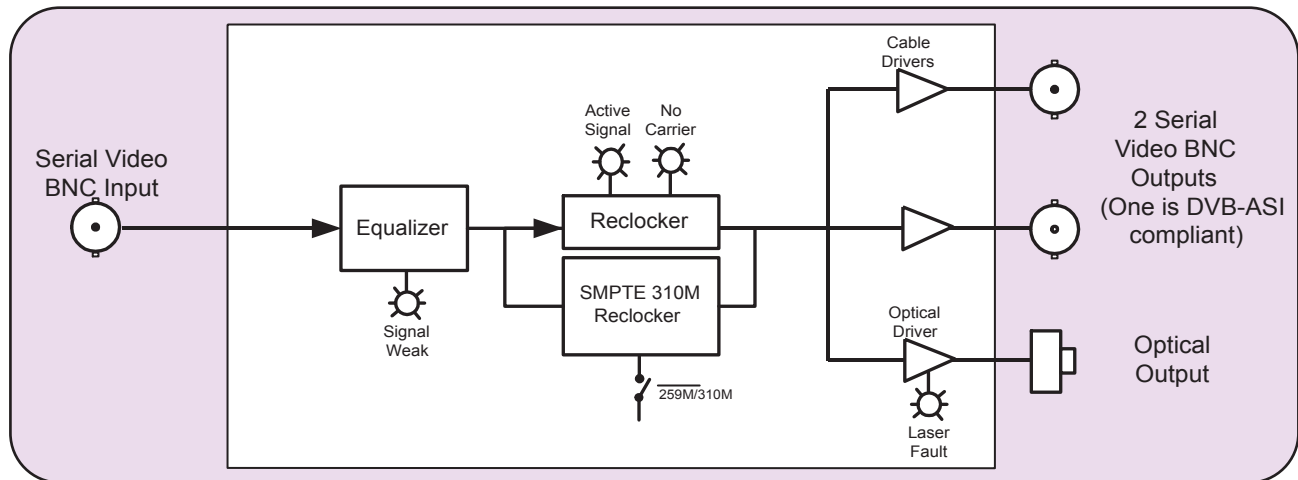 Serial Video
BNC Input
Equalizer
Signal
Weak
Active
Signal
No
Carrier
Reclocker
SMPTE 310M
Reclocker
259M/310M
Cable
Drivers
Optical
Driver
Laser
Fault
2 Serial
Video BNC
Outputs
(One is DVB-ASI
compliant)
Optical
Output